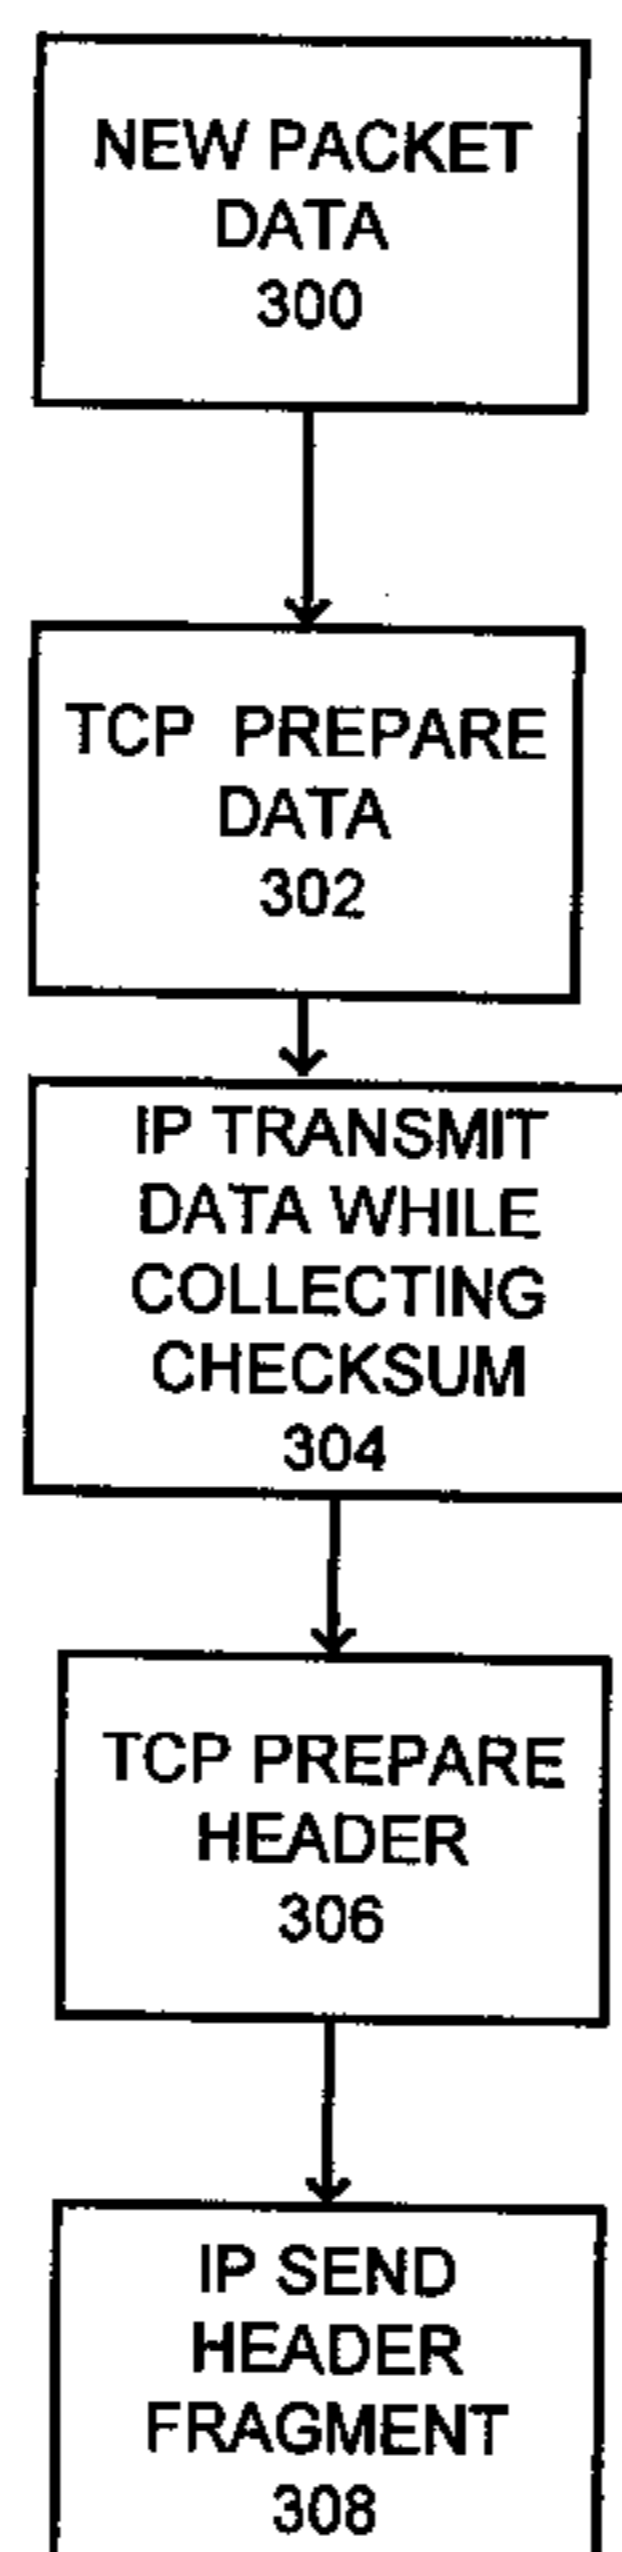 NEW PACKET
DATA
300
TCP PREPARE
DATA
302
IP TRANSMIT
DATA WHILE
COLLECTING
CHECKSUM
304
TCP PREPARE
HEADER
306
IP SEND
HEADER
FRAGMENT
308